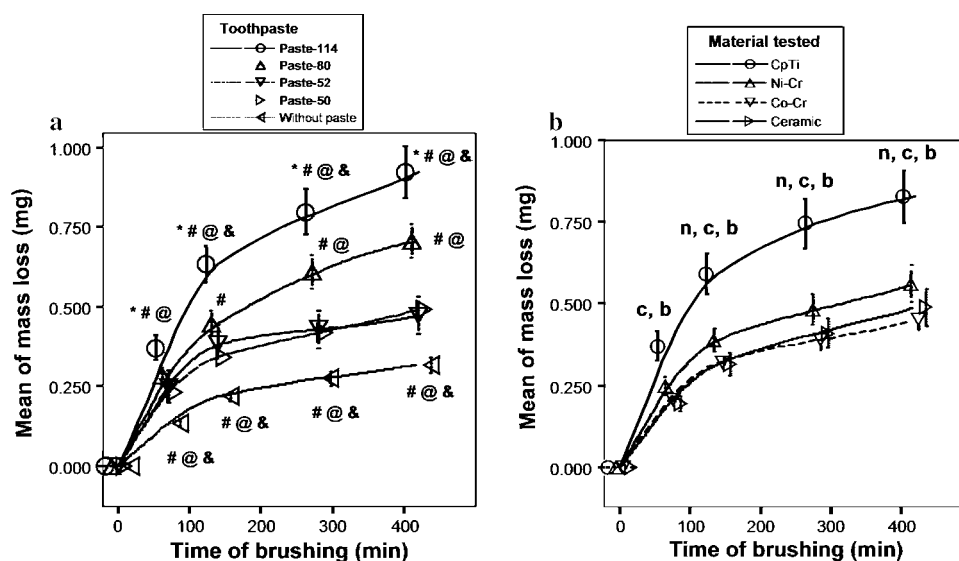 Toothpaste
Paste-114
Paste-80
Paste-52
Paste-50
Without paste
a
Mean of mass loss (mg)
1.000
0.750
0.500
0.250
0.000
* # @ &
* # @ &
* # @ &
* # @
# @
# @
#
# @ &
# @ &
# @ &
# @ &
0
100
200
300
400
Time of brushing (min)
Material tested
CpTi
Ni-Cr
Co-Cr
Ceramic
b
Mean of mass loss (mg)
1.000
0.750
0.500
0.250
0.000
n, c, b
n, c, b
n, c, b
c, b
0
100
200
300
400
Time of brushing (min)